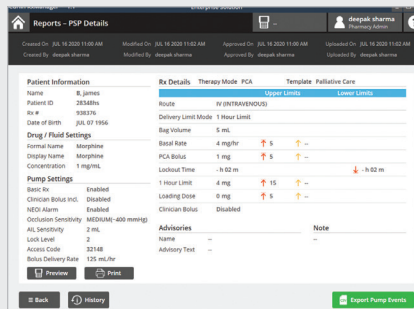 Enterprise Solution
Reports – PSP Details
--
deepak sharma
Pharmacy Admin
Created On JUL 16 2020 11:00 AM Modified On JUL 16 2020 11:02 AM Approved On JUL 16 2020 11:02 AM Uploaded On JUL 16 2020 11:02 AM
Created By deepak sharma Modified By deepak sharma Approved By deepak sharma Uploaded By deepak sharma
Patient Information
Name B, james
Patient ID 28348hs
Rx # 938376
Date of Birth JUL 07 1956
Drug / Fluid Settings
Formal Name Morphine
Display Name Morphine
Concentration 1 mg/mL
Pump Settings
Basic Rx Enabled
Clinician Bolus incl. Disabled
NEDI Alarm Enabled
Occlusion Sensitivity MEDIUM(~400 mmHg)
AIL Sensitivity 2 mL
Lock Level 2
Access Code 32148
Bolus Delivery Rate 125 mL/hr
Preview
Print
Rx Details Therapy Mode PCA Template Palliative Care
Upper Limits Lower Limits
Route IV (INTRAVENOUS)
Delivery Limit Mode 1 Hour Limit
Bag Volume 5 mL
Basal Rate 4 mg/hr ↑ 5 ↑ --
PCA Bolus 1 mg ↑ 5 ↑ --
Lockout Time - h 02 m ↓ - h 02 m
1 Hour Limit 4 mg ↑ 15 ↑ --
Loading Dose 0 mg ↑ 5 ↑ --
Clinician Bolus Disabled
Advisories Note
Name --
Advisory Text --
Back
History
Export Pump Events